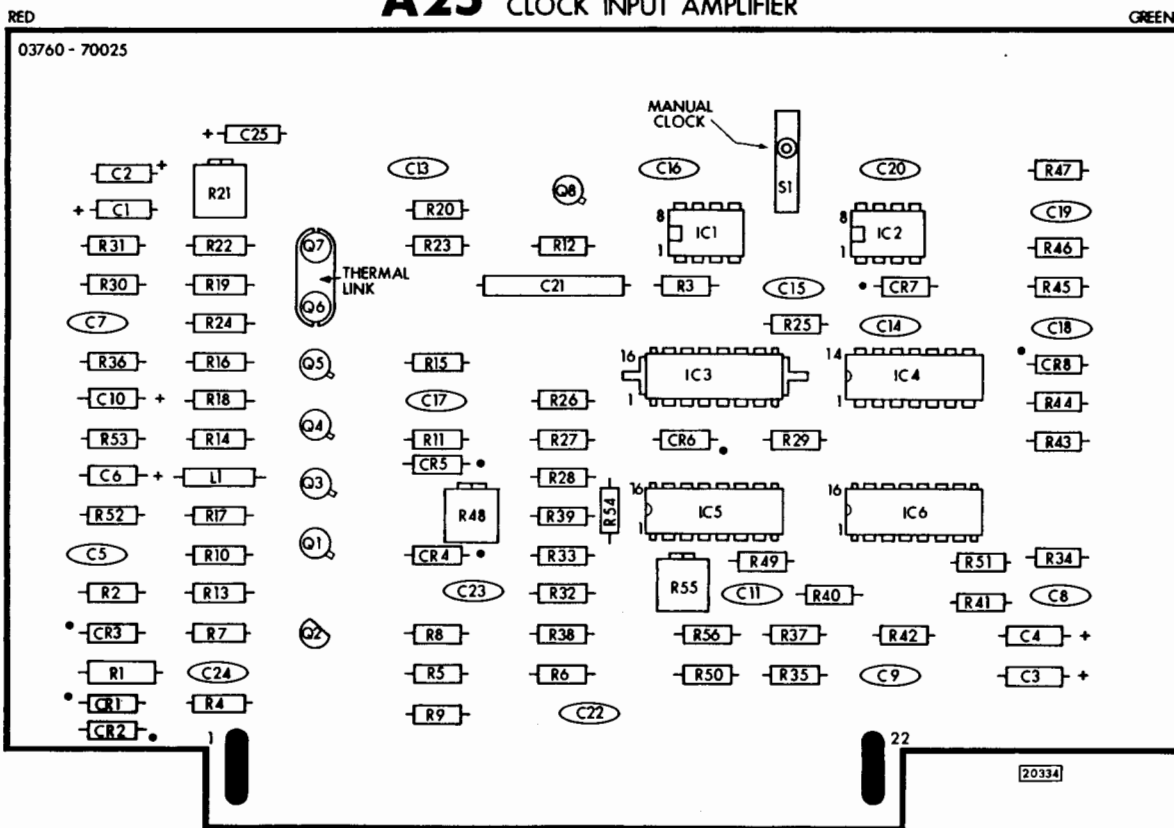 A25 CLOCK INPUT AMPLIFIER
RED
GREEN
03760 - 70025
MANUAL
CLOCK
+ C25
C2 +
R21
C13
Q8
C16
S1
C20
R47
+ C1
R20
8
IC1
1
8
IC2
1
C19
R31
R22
Q7
R23
R12
R46
THERMAL
LINK
R30
R19
C21
R3
C15
CR7
R45
Q6
C7
R24
R25
C14
C18
R36
R16
Q5
R15
16
IC3
1
14
IC4
1
CR8
C10 +
R18
C17
R26
R44
Q4
R53
R14
R11
R27
CR6
R29
R43
CR5
C6 +
L1
Q3
R28
R52
R17
R48
R39
R54
16
IC5
1
16
IC6
1
Q1
C5
R10
CR4
R33
R49
R51
R34
R2
R13
C23
R32
R55
C11
R40
R41
C8
CR3
R7
Q2
R8
R38
R56
R37
R42
C4 +
R1
C24
R5
R6
R50
R35
C9
C3 +
CR1
R4
R9
C22
CR2
1
22
20334